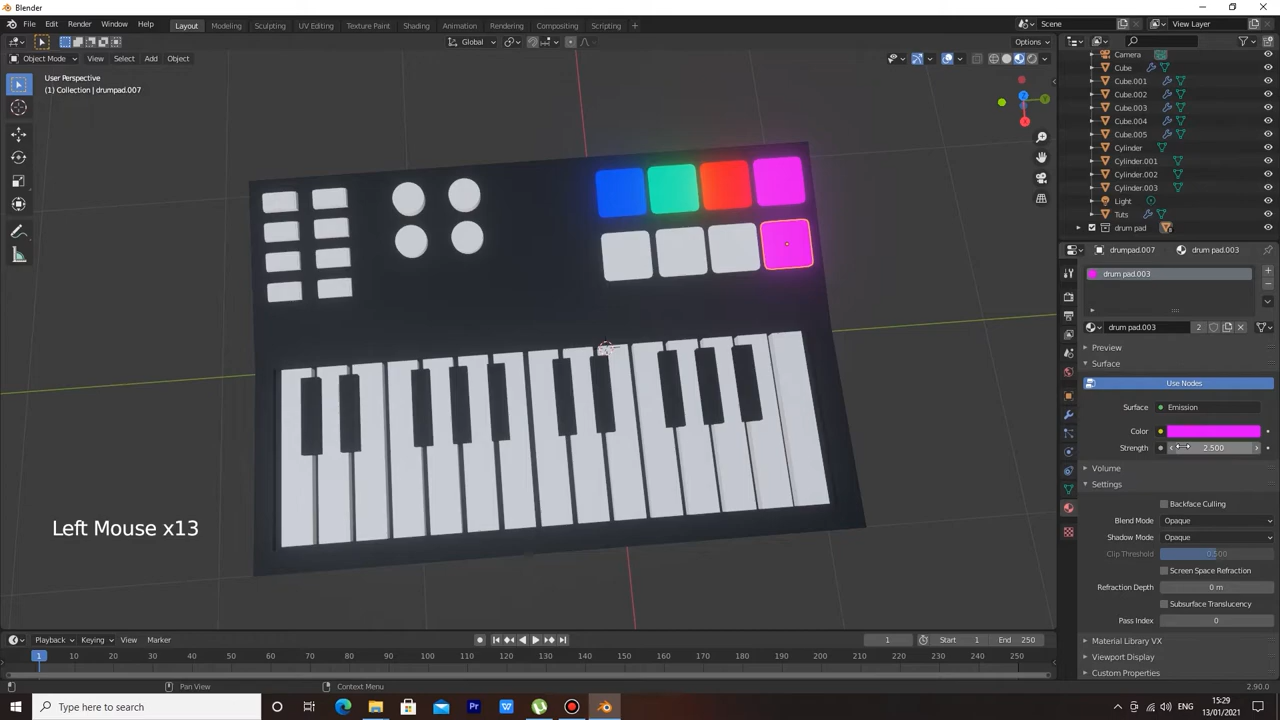 Blender
File Edit Render Window Help
Layout Modeling Sculpting UV Editing Texture Paint Shading Animation Rendering Compositing Scripting +
Scene
View Layer
Global
Options
Object Mode View Select Add Object
User Perspective
(1) Collection | drumpad.007
Camera
Cube
Cube.001
Cube.002
Cube.003
Cube.004
Cube.005
Cylinder
Cylinder.001
Cylinder.002
Cylinder.003
Light
Tuts
drum pad
drumpad.007 drum pad.003
drum pad.003
drum pad.003 2
Preview
Surface
Use Nodes
Surface Emission
Color
Strength 2.500
Volume
Settings
Backface Culling
Blend Mode Opaque
Shadow Mode Opaque
Clip Threshold 0.500
Screen Space Refraction
Refraction Depth 0 m
Subsurface Translucency
Pass Index 0
Material Library VX
Viewport Display
Custom Properties
Left Mouse x13
Playback Keying View Marker
1 Start 1 End 250
1 10 20 30 40 50 60 70 80 90 100 110 120 130 140 150 160 170 180 190 200 210 220 230 240 250
Pan View Context Menu 2.90.0
Type here to search
ENG
15:29
13/01/2021